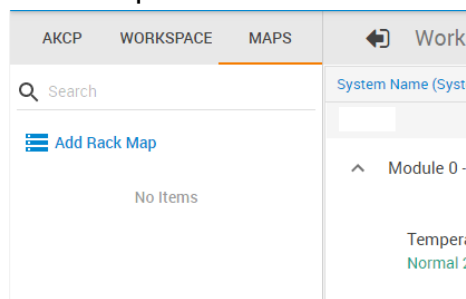 AKCP WORKSPACE MAPS
Search
Add Rack Map
No Items
Work
System Name (Syst
Module 0 -
Tempera
Normal 2